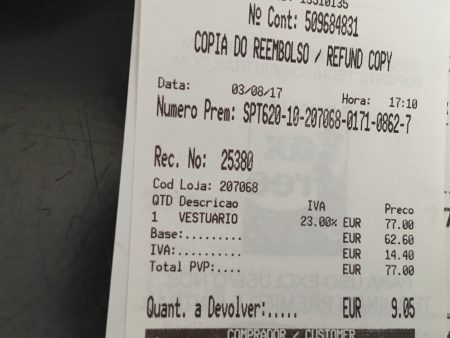 Nº Cont: 509684831
COPIA DO REEMBOLSO / REFUND COPY
Data: 03/08/17 Hora: 17:10
Numero Prem: SPT620-10-207068-0171-0862-7
Rec. No: 25380
Cod Loja: 207068
QTD Descricao IVA Preco
1 VESTUARIO 23.00% EUR 77.00
Base:......... EUR 62.60
IVA:.......... EUR 14.40
Total PVP:.... EUR 77.00
Quant. a Devolver:..... EUR 9.05
COMPRADOR / CUSTOMER